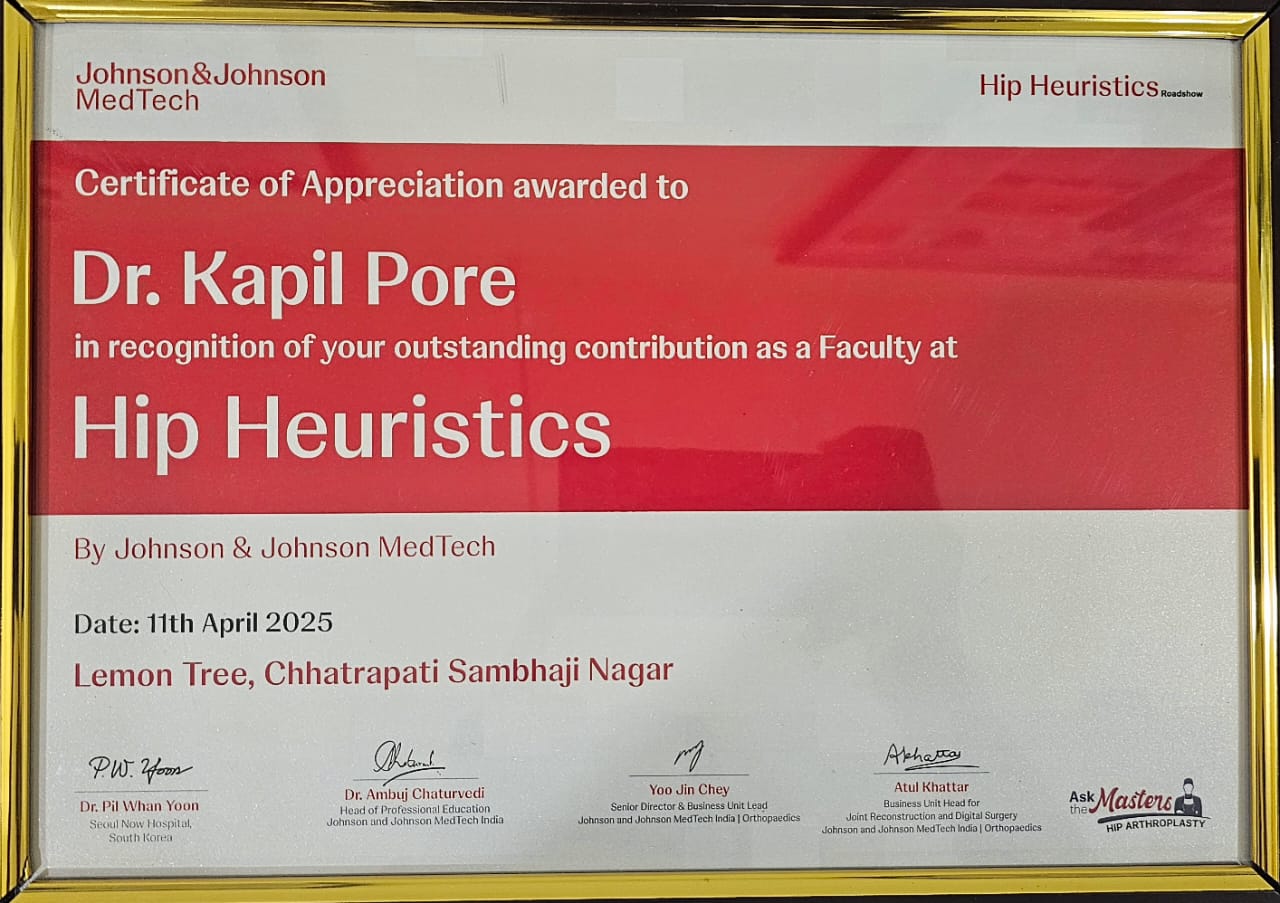 Johnson&Johnson
MedTech
Hip Heuristics Roadshow
Certificate of Appreciation awarded to
Dr. Kapil Pore
in recognition of your outstanding contribution as a Faculty at
Hip Heuristics
By Johnson & Johnson MedTech
Date: 11th April 2025
Lemon Tree, Chhatrapati Sambhaji Nagar
P.W. Yoon
Dr. Pil Whan Yoon
Seoul Now Hospital,
South Korea
Dr. Ambuj Chaturvedi
Head of Professional Education
Johnson and Johnson MedTech India
Yoo Jin Chey
Senior Director & Business Unit Lead
Johnson and Johnson MedTech India | Orthopaedics
AKhattar
Atul Khattar
Business Unit Head for
Joint Reconstruction and Digital Surgery
Johnson and Johnson MedTech India | Orthopaedics
Ask
the Masters
HIP ARTHROPLASTY